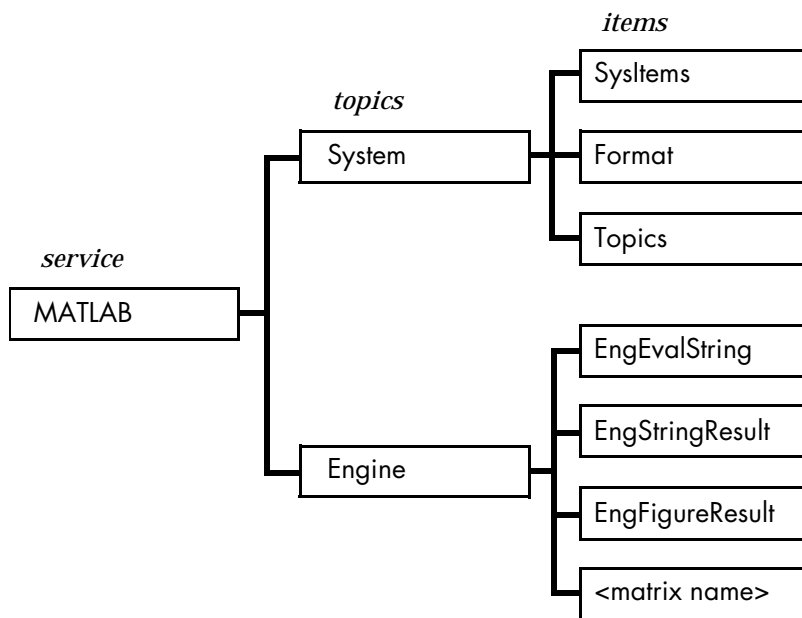 items
SysItems
topics
System
Format
Topics
service
MATLAB
EngEvalString
EngStringResult
Engine
EngFigureResult
<matrix name>